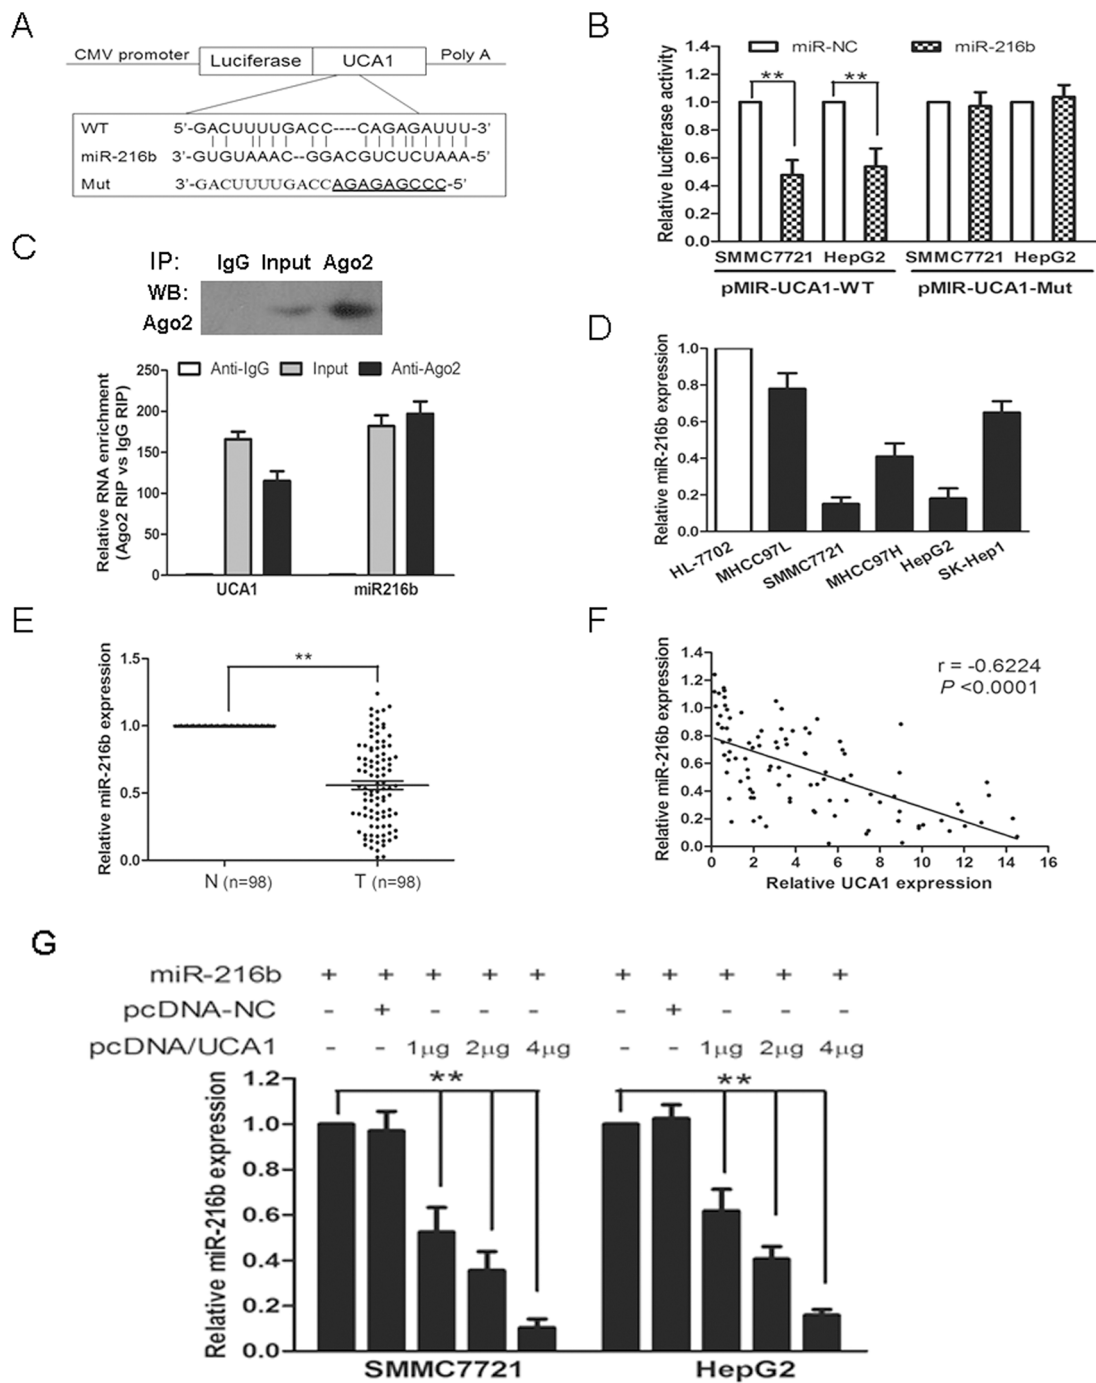 A
CMV promoter Luciferase UCA1 Poly A
WT 5'-GACUUUUGACC----CAGAGAUUU-3'
miR-216b 3'-GUGUAAAC--GGACGUCUCUAAA-5'
Mut 3'-GACUUUUGACCAGAGAGCCC-5'
B
miR-NC miR-216b
Relative luciferase activity
1.4
1.2
1.0
0.8
0.6
0.4
0.2
0.0
** **
SMMC7721 HepG2 SMMC7721 HepG2
pMIR-UCA1-WT pMIR-UCA1-Mut
C
IP: IgG Input Ago2
WB:
Ago2
Anti-IgG Input Anti-Ago2
Relative RNA enrichment
(Ago2 RIP vs IgG RIP)
250
200
150
100
50
0
UCA1 miR216b
D
Relative miR-216b expression
1.0
0.8
0.6
0.4
0.2
0.0
HL-7702 MHCC97L SMMC7721 MHCC97H HepG2 SK-Hep1
E
Relative miR-216b expression
1.5
1.0
0.5
0.0
**
N (n=98) T (n=98)
F
Relative miR-216b expression
1.4
1.2
1.0
0.8
0.6
0.4
0.2
0.0
r = -0.6224
P <0.0001
0 2 4 6 8 10 12 14 16
Relative UCA1 expression
G
miR-216b + + + + + + + + + +
pcDNA-NC - + - - - - + - - -
pcDNA/UCA1 - - 1μg 2μg 4μg - - 1μg 2μg 4μg
Relative miR-216b expression
1.2
1.0
0.8
0.6
0.4
0.2
0.0
** **
SMMC7721 HepG2